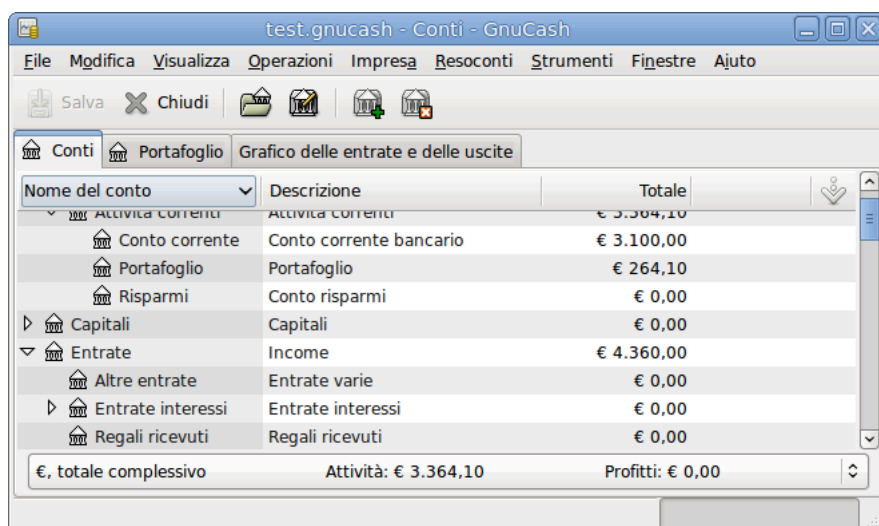 test.gnucash - Conti - GnuCash
File Modifica Visualizza Operazioni Impresa Resoconti Strumenti Finestre Aiuto
Salva Chiudi
Conti Portafoglio Grafico delle entrate e delle uscite
Nome del conto Descrizione Totale
Attività correnti Attività correnti
Conto corrente Conto corrente bancario € 3.100,00
Portafoglio Portafoglio € 264,10
Risparmi Conto risparmi € 0,00
Capitali Capitali € 0,00
Entrate Income € 4.360,00
Altre entrate Entrate varie € 0,00
Entrate interessi Entrate interessi € 0,00
Regali ricevuti Regali ricevuti € 0,00
€, totale complessivo Attività: € 3.364,10 Profitti: € 0,00